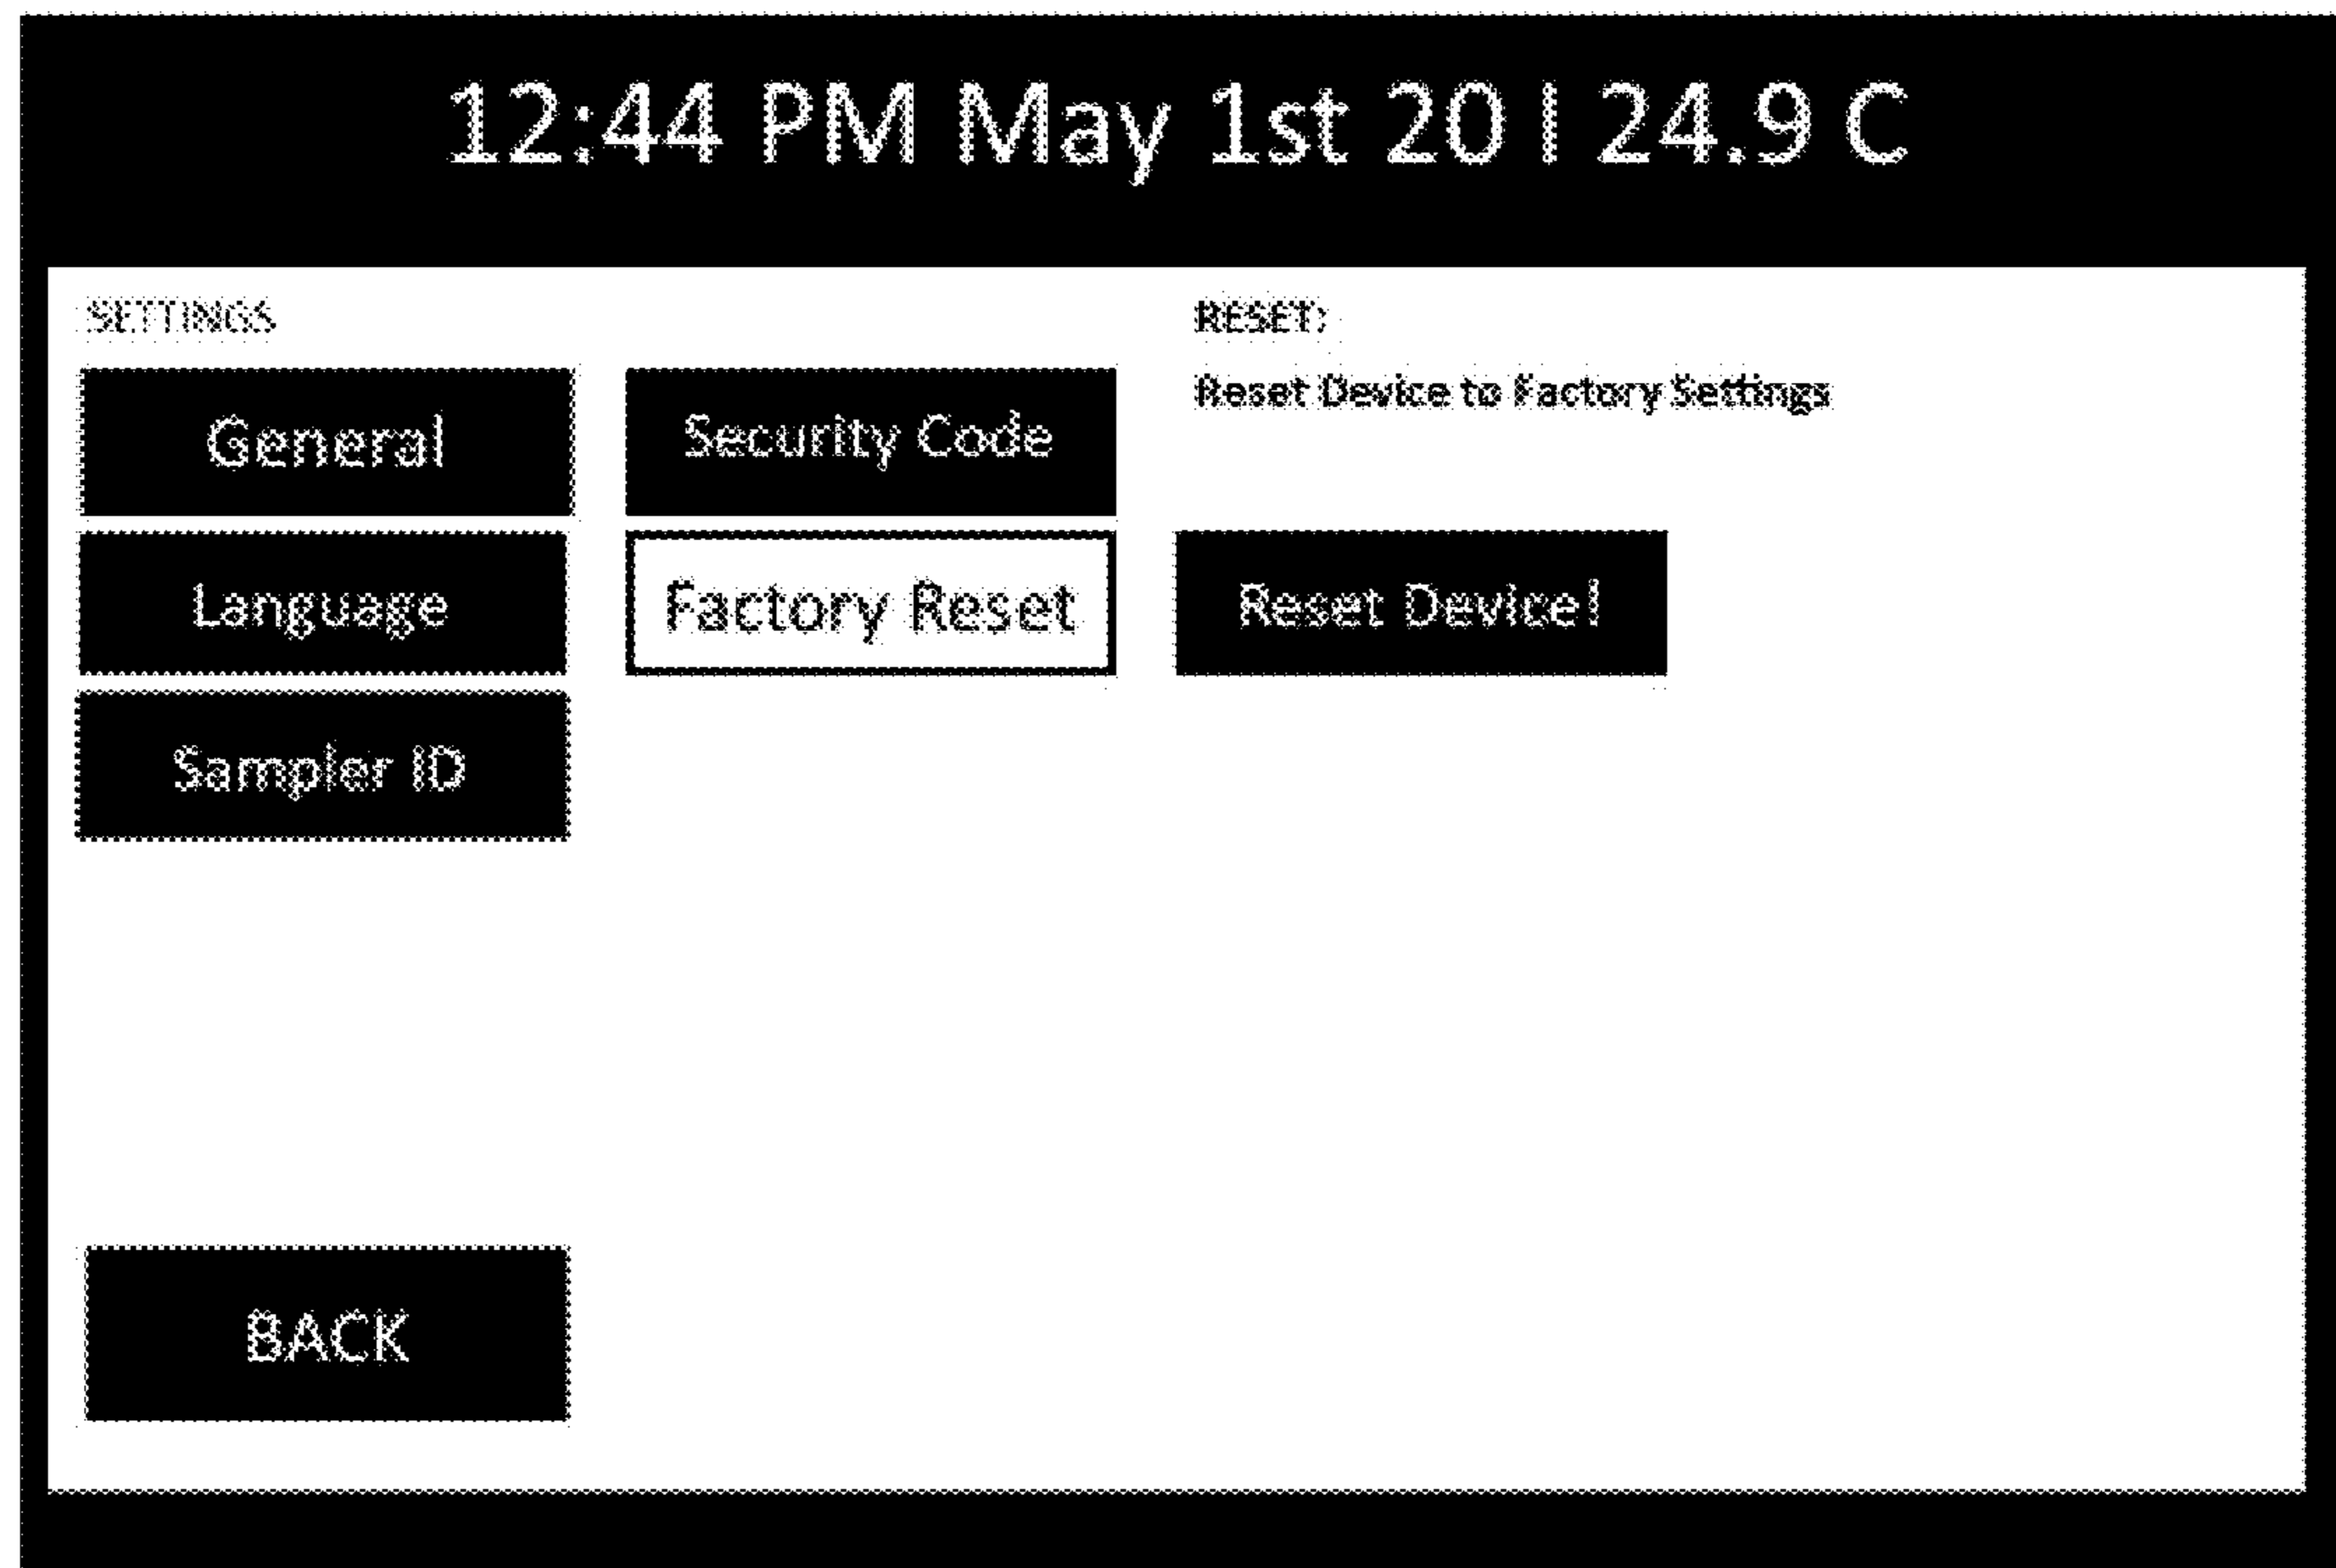 12:44 PM May 1st 20 I 24.9 C
SETTINGS
General
Security Code
Language
Factory Reset
Sampler ID
BACK
RESET:
Reset Device to Factory Settings
Reset Device!